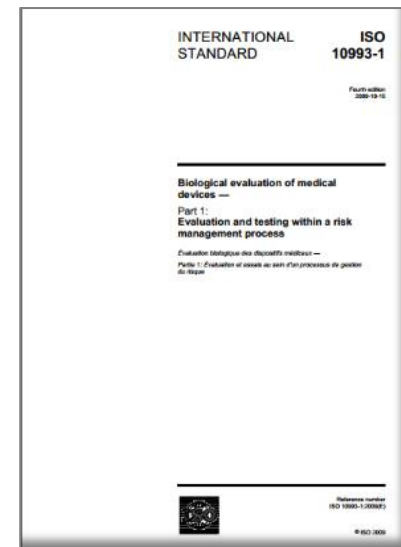 INTERNATIONAL STANDARD
ISO 10993-1
Fourth edition
2009-10-15
Biological evaluation of medical
devices —
Part 1:
Evaluation and testing within a risk
management process
Évaluation biologique des dispositifs médicaux —
Partie 1: Évaluation et essais au sein d'un processus de gestion
du risque
Reference number
ISO 10993-1:2009(E)
© ISO 2009